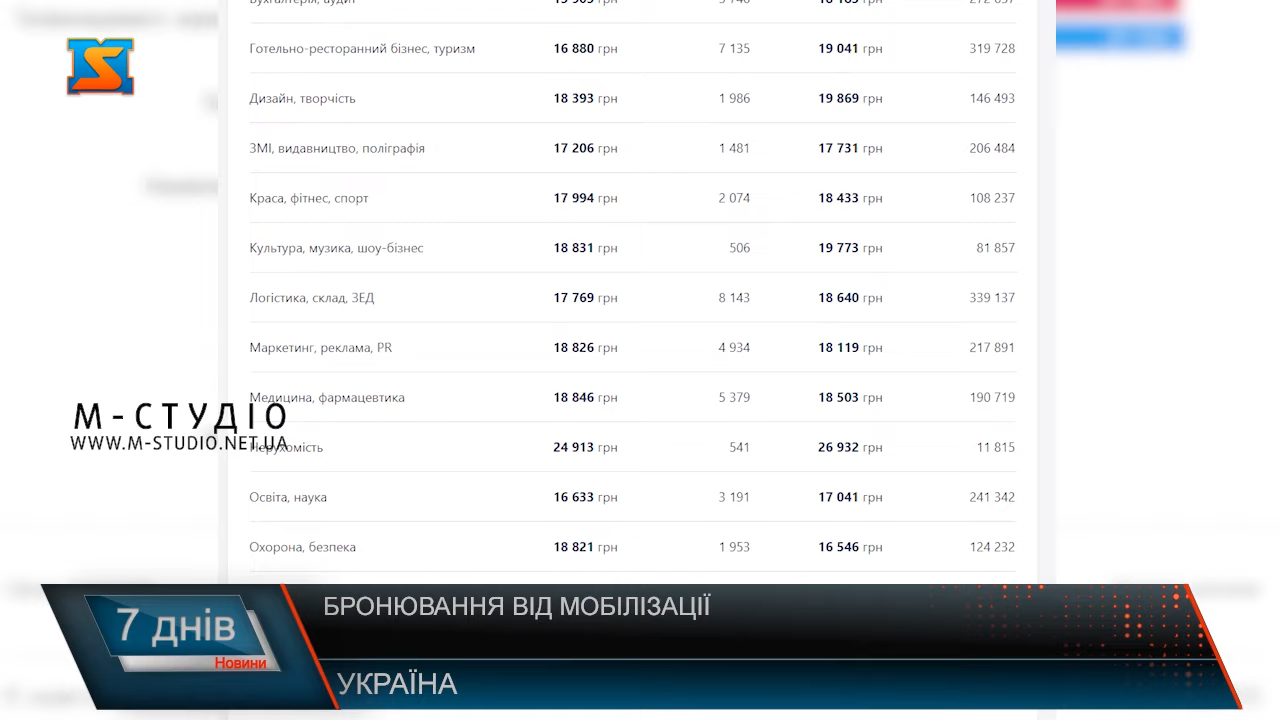 Готельно-ресторанний бізнес, туризм 16 880 грн 7 135 19 041 грн 319 728
Дизайн, творчість 18 393 грн 1 986 19 869 грн 146 493
ЗМІ, видавництво, поліграфія 17 206 грн 1 481 17 731 грн 206 484
Краса, фітнес, спорт 17 994 грн 2 074 18 433 грн 108 237
Культура, музика, шоу-бізнес 18 831 грн 506 19 773 грн 81 857
Логістика, склад, ЗЕД 17 769 грн 8 143 18 640 грн 339 137
Маркетинг, реклама, PR 18 826 грн 4 934 18 119 грн 217 891
Медицина, фармацевтика 18 846 грн 5 379 18 503 грн 190 719
М-СТУДІО
WWW.M-STUDIO.NET.UA
Нерухомість 24 913 грн 541 26 932 грн 11 815
Освіта, наука 16 633 грн 3 191 17 041 грн 241 342
Охорона, безпека 18 821 грн 1 953 16 546 грн 124 232
7 днів
Новини
БРОНЮВАННЯ ВІД МОБІЛІЗАЦІЇ
УКРАЇНА